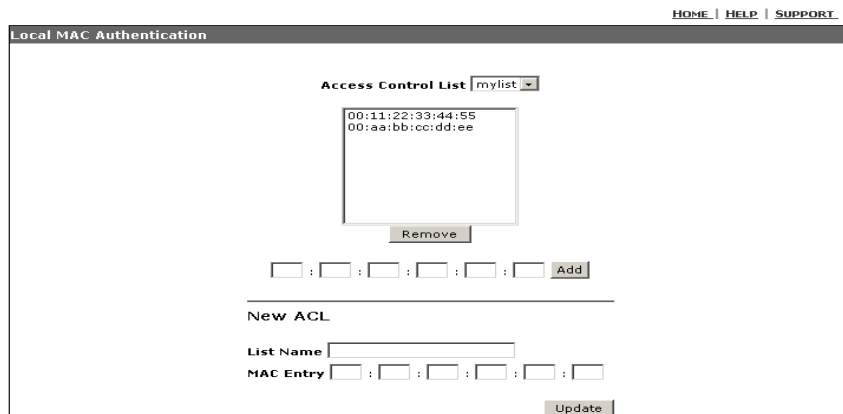 HOME | HELP | SUPPORT
Local MAC Authentication
Access Control List mylist
00:11:22:33:44:55
00:aa:bb:cc:dd:ee
Remove
: : : : : Add
New ACL
List Name
MAC Entry : : : : :
Update